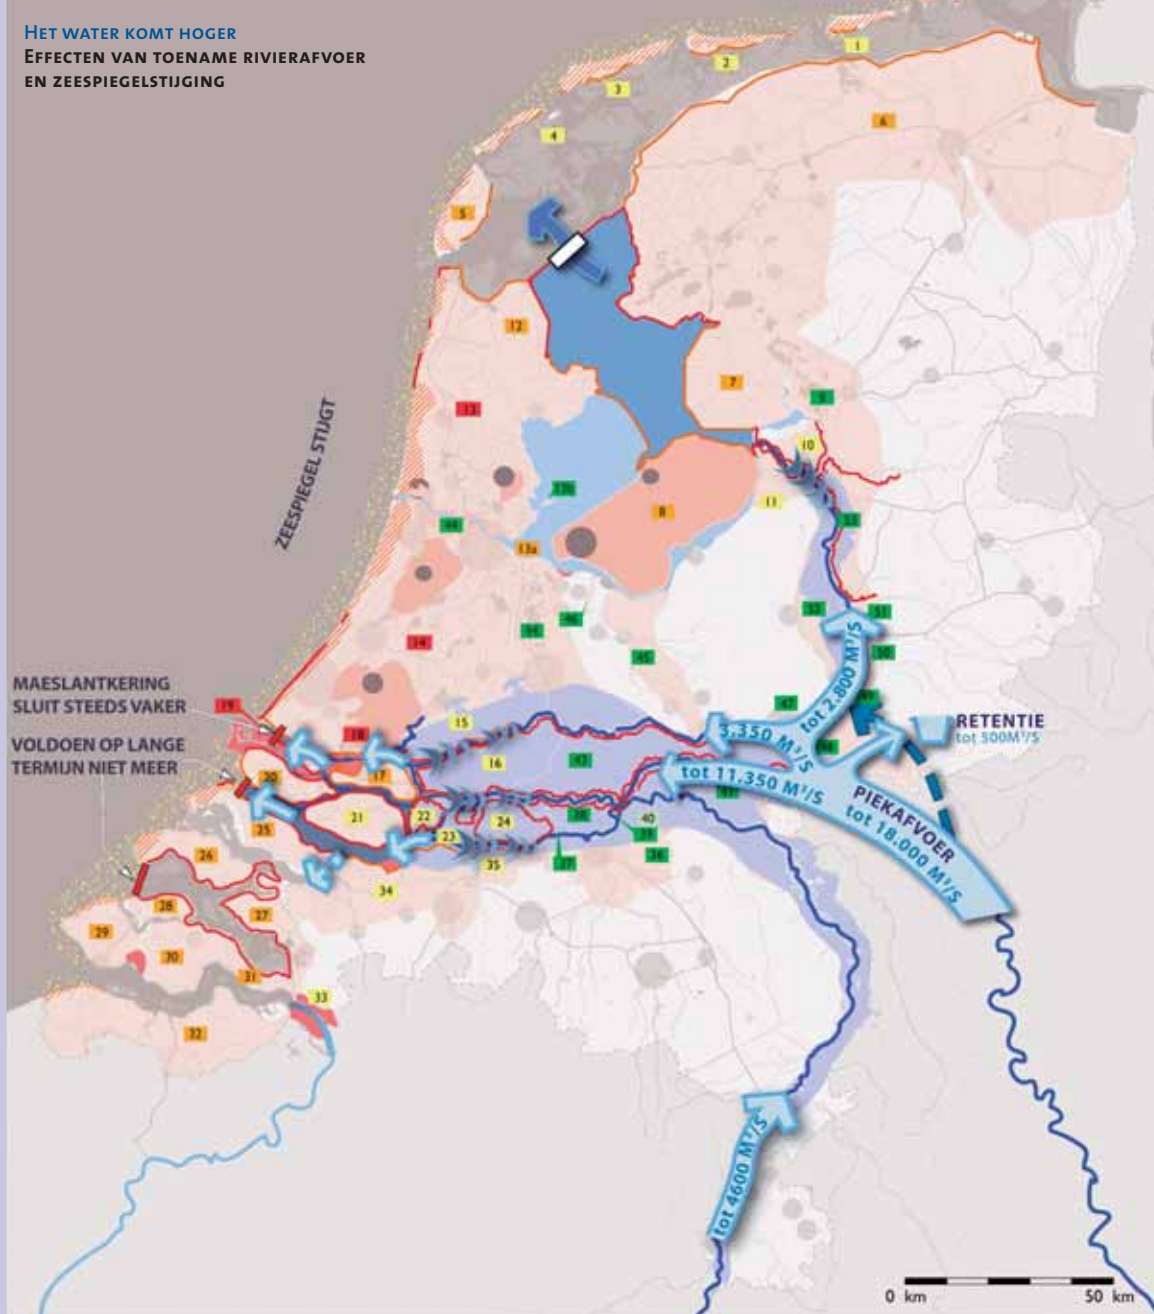 HET WATER KOMT HOGER
EFFECTEN VAN TOENAME RIVIERAFVOER
EN ZEESPIEGELSTIJGING
1
2
3
4
5
6
12
7
9
13
10
11
8
13b
44
13a
53
52
51
44
46
14
45
50
MAESLANTKERING
SLUIT STEEDS VAKER
VOLDOEN OP LANGE
TERMIJN NIET MEER
ZEESPIEGEL STIJGT
19
18
15
47
tot 2.800 M³/S
3.350 M³/S
RETENTIE
tot 500M³/S
20
17
16
43
tot 11.350 M³/S
PIEKAFVOER
tot 18.000 M³/S
25
21
22
24
23
38
40
39
26
35
37
36
34
28
27
29
30
31
33
32
tot 4600 M³/S
0 km
50 km